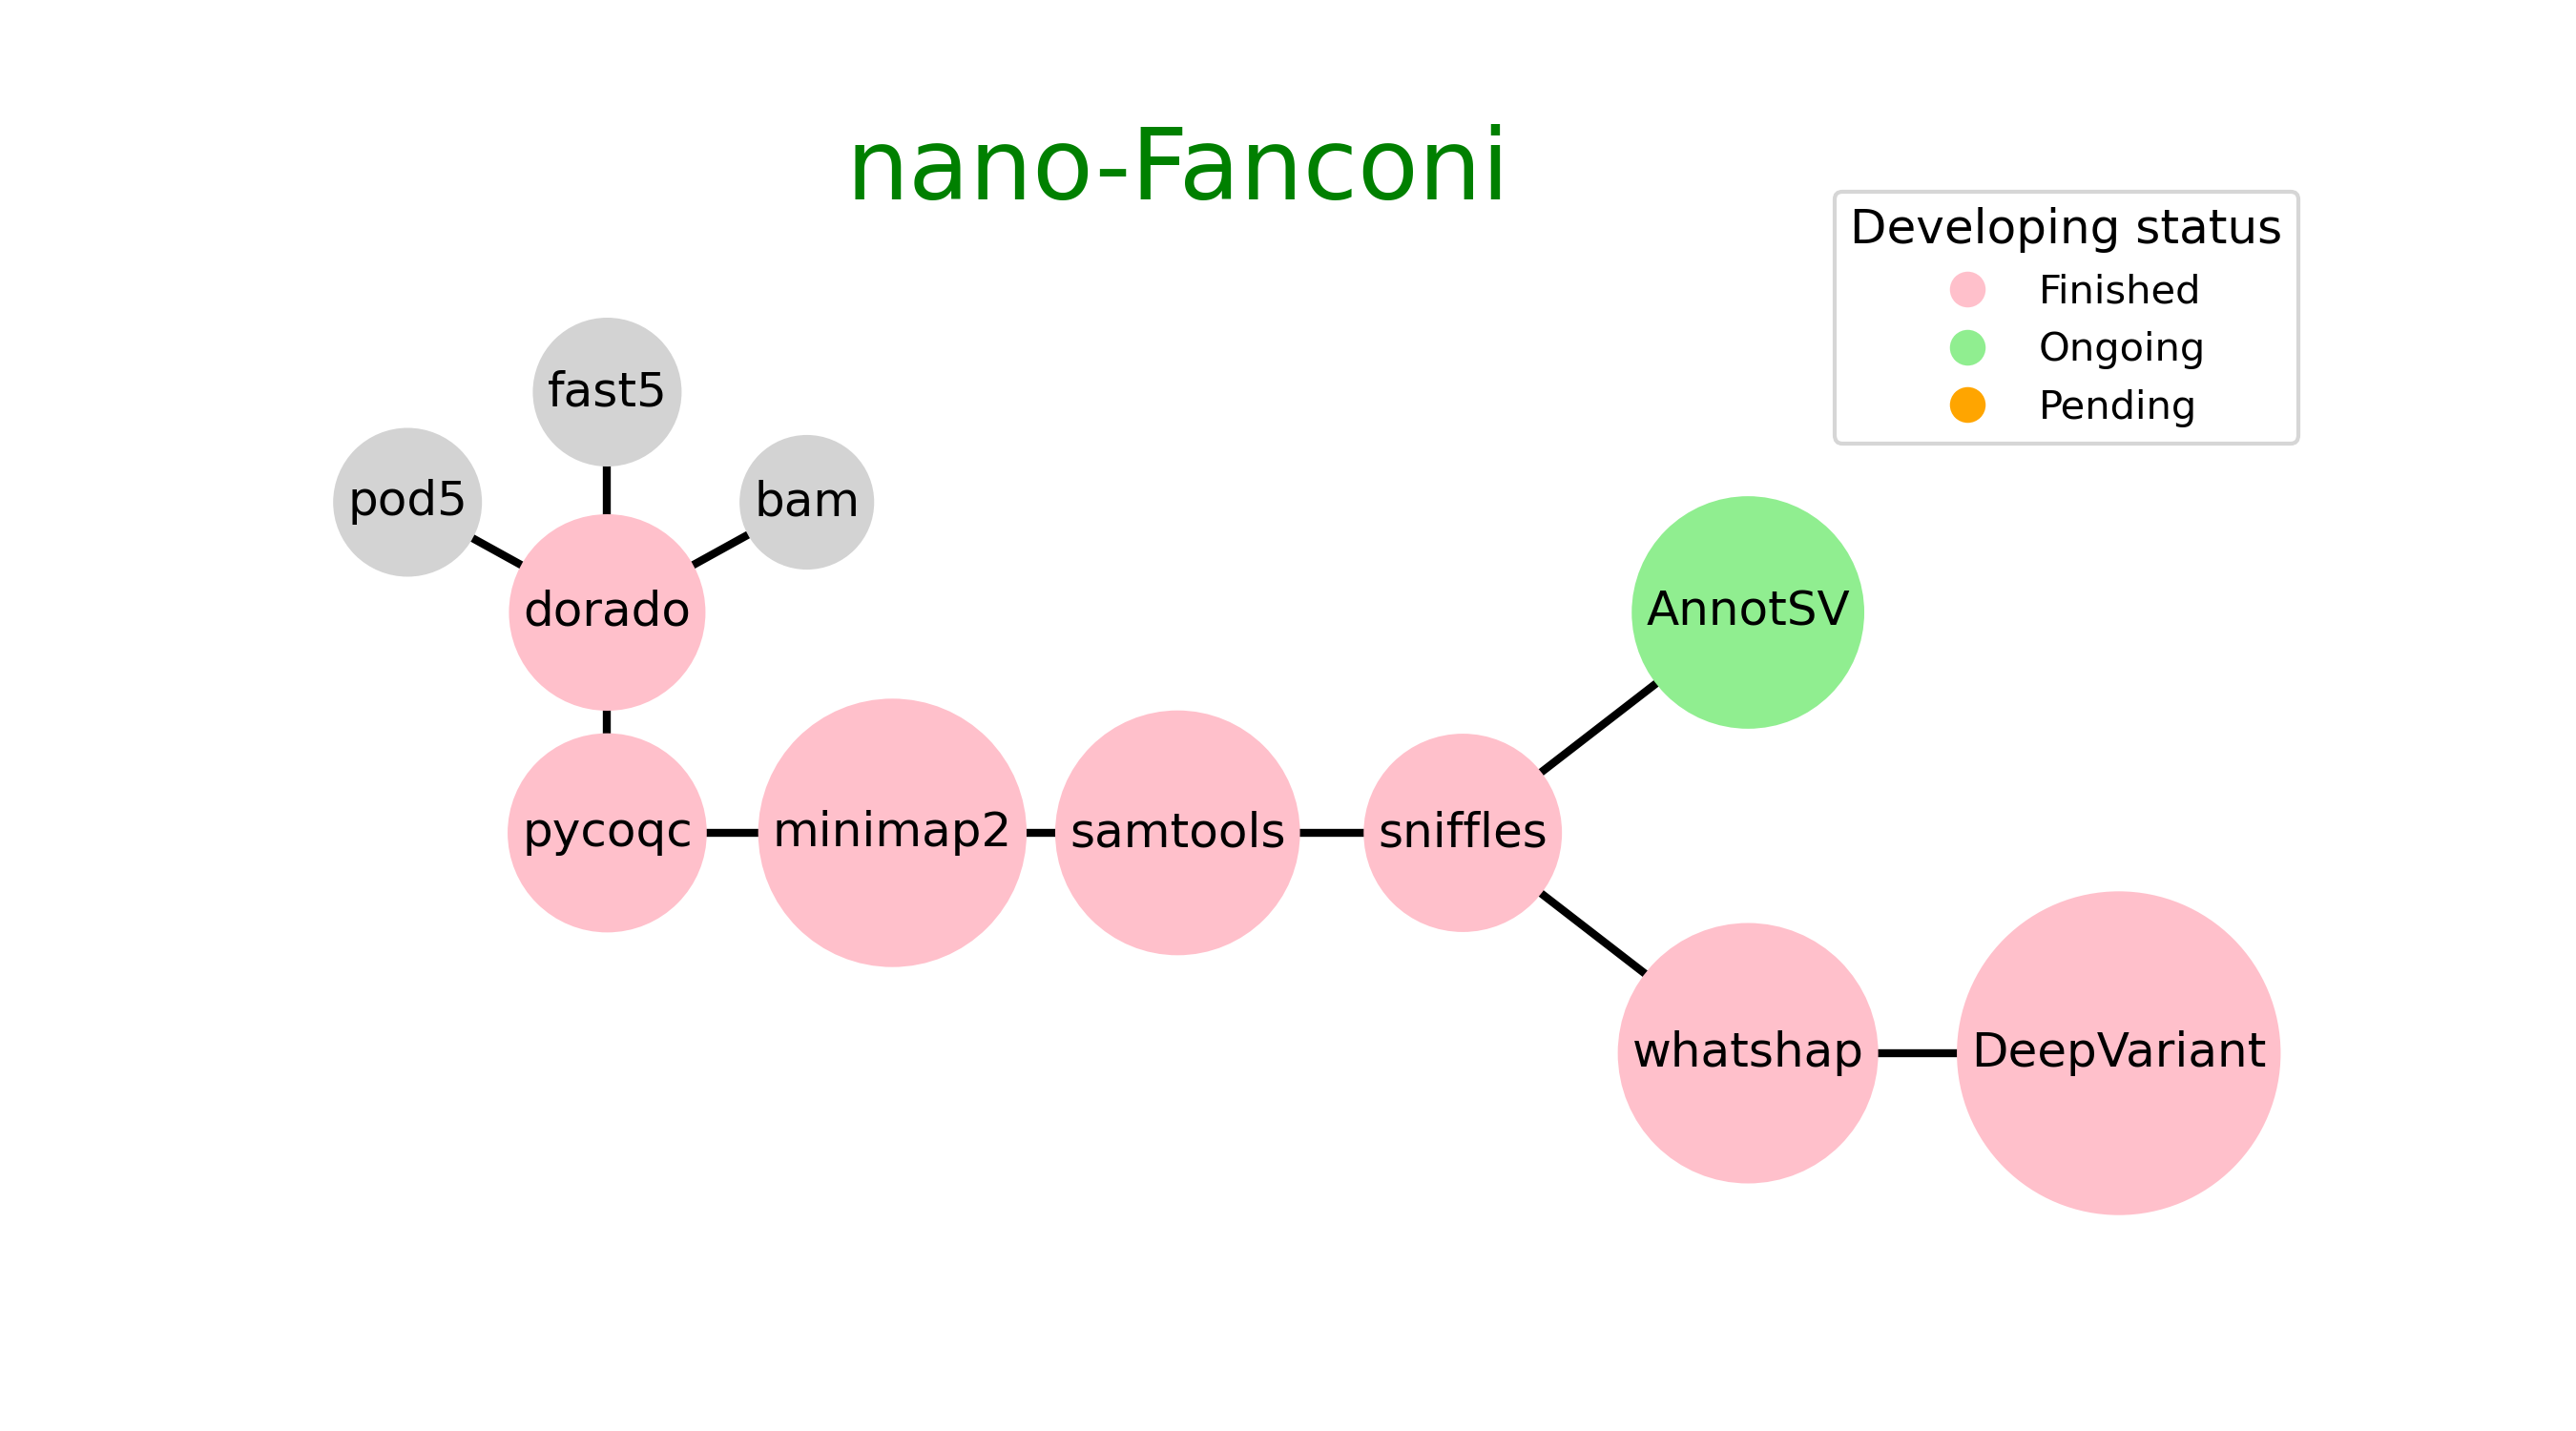 nano-Fanconi
Developing status
Finished
Ongoing
Pending
fast5
pod5
bam
dorado
AnnotSV
pycoqc
minimap2
samtools
sniffles
whatshap
DeepVariant